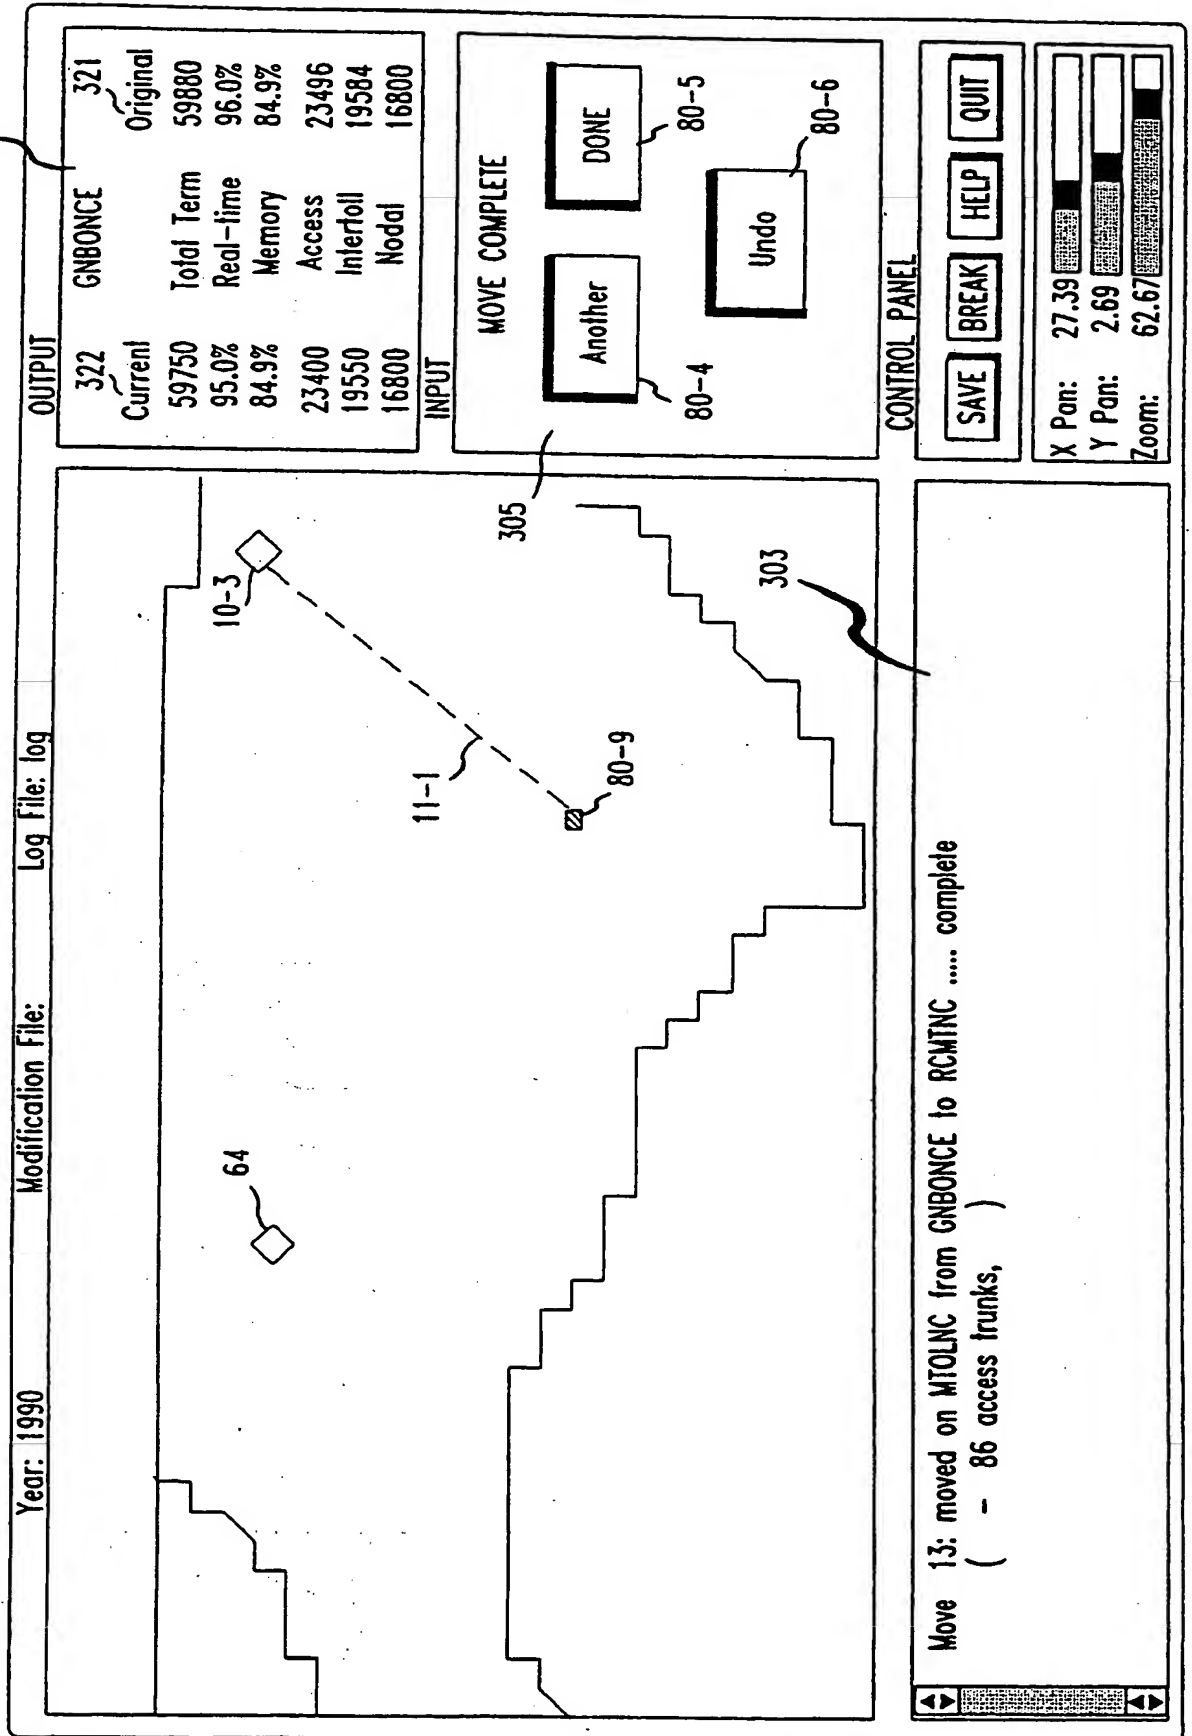 Year: 1990 Modification File: Log File: log
OUTPUT
322 GNBONCE 321
Current Original
59750 Total Term 59880
95.0% Real-time 96.0%
84.9% Memory 84.9%
23400 Access 23496
19550 Intertoll 19584
16800 Nodal 16800
64
10-3
11-1
80-9
INPUT
MOVE COMPLETE
Another DONE
80-4 80-5
Undo
80-6
305
303
CONTROL PANEL
SAVE BREAK HELP QUIT
X Pan: 27.39
Y Pan: 2.69
Zoom: 62.67
Move 13: moved on MTOLNC from GNBONCE to RCMTNC ..... complete
( - 86 access trunks, )